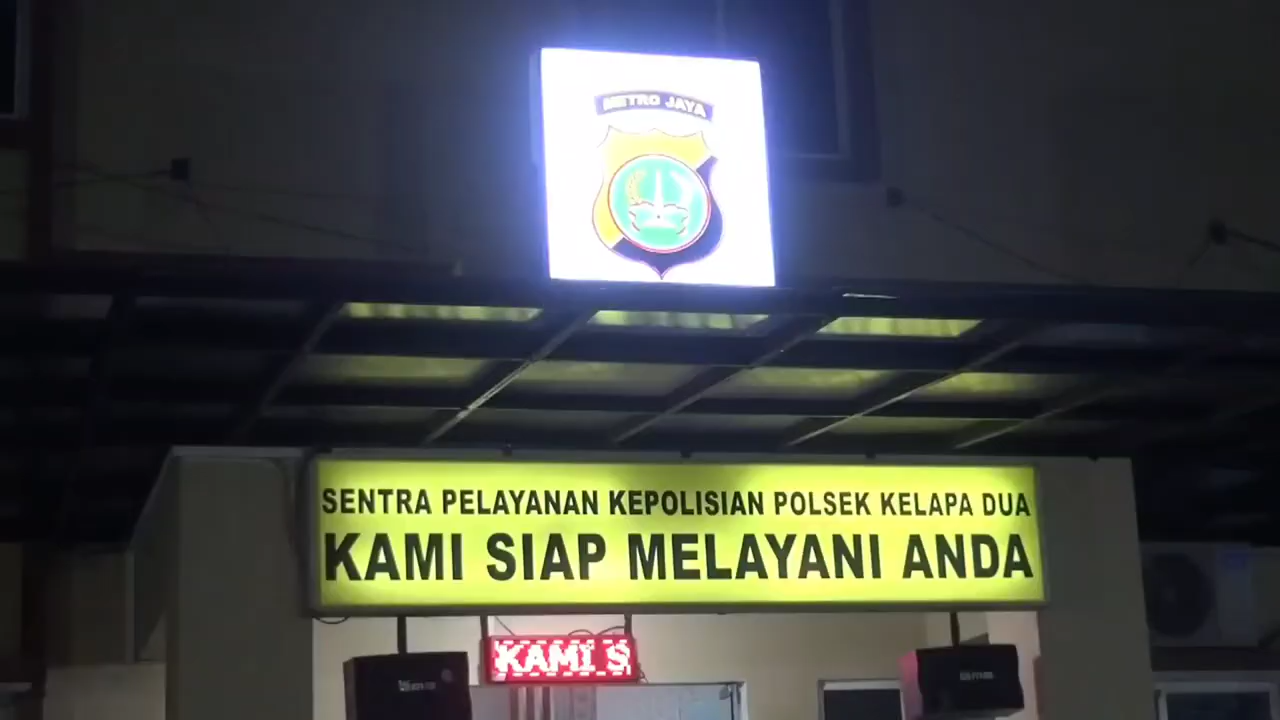 METRO JAYA
SENTRA PELAYANAN KEPOLISIAN POLSEK KELAPA DUA
KAMI SIAP MELAYANI ANDA
KAMI S